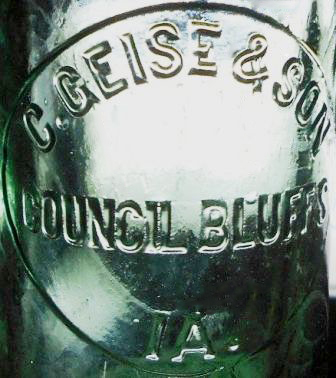 C. GEISE & SON
COUNCIL BLUFFS
IA.